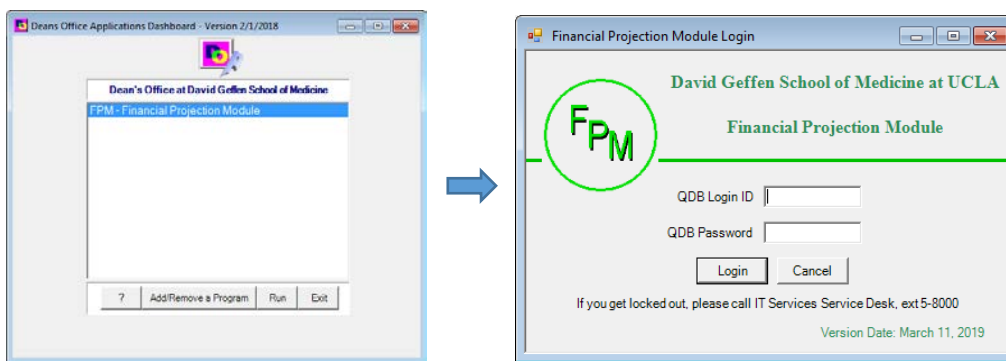 Deans Office Applications Dashboard - Version 2/1/2018
Dean's Office at David Geffen School of Medicine
FPM - Financial Projection Module
? Add/Remove a Program Run Exit
Financial Projection Module Login
David Geffen School of Medicine at UCLA
FPM
Financial Projection Module
QDB Login ID
QDB Password
Login Cancel
If you get locked out, please call IT Services Service Desk, ext 5-8000
Version Date: March 11, 2019